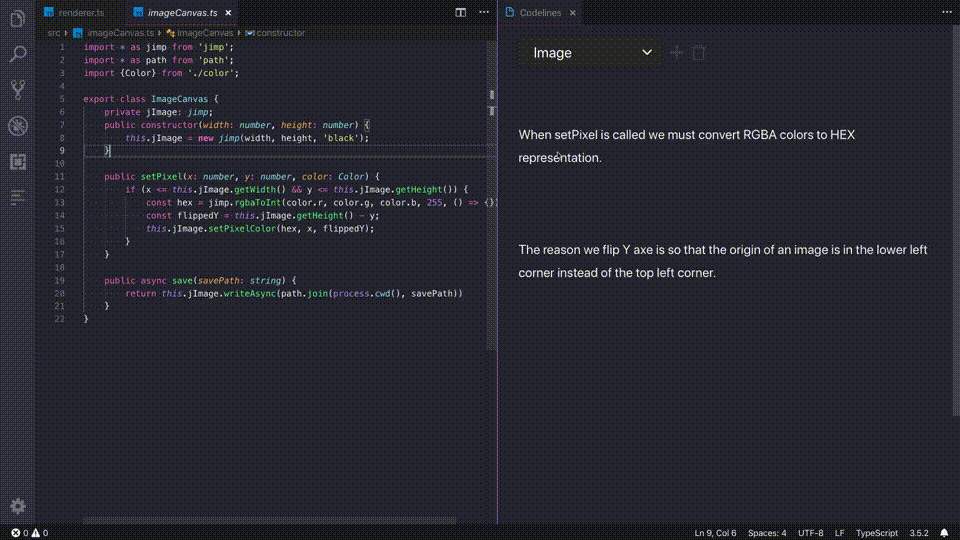 renderer.ts
imageCanvas.ts ×
···
Codelines ×
···
src › imageCanvas.ts › ImageCanvas › constructor
1 import * as jimp from 'jimp';
2 import * as path from 'path';
3 import {Color} from './color';
4
5 export class ImageCanvas {
6 private jImage: jimp;
7 public constructor(width: number, height: number) {
8 this.jImage = new jimp(width, height, 'black');
9 }
10
11 public setPixel(x: number, y: number, color: Color) {
12 if (x <= this.jImage.getWidth() && y <= this.jImage.getHeight()) {
13 const hex = jimp.rgbaToInt(color.r, color.g, color.b, 255, () => {})
14 const flippedY = this.jImage.getHeight() - y;
15 this.jImage.setPixelColor(hex, x, flippedY);
16 }
17 }
18
19 public async save(savePath: string) {
20 return this.jImage.writeAsync(path.join(process.cwd(), savePath))
21 }
22 }
Image
When setPixel is called we must convert RGBA colors to HEX
representation.
The reason we flip Y axe is so that the origin of an image is in the lower left
corner instead of the top left corner.
0 0
Ln 9, Col 6 Spaces: 4 UTF-8 LF TypeScript 3.5.2